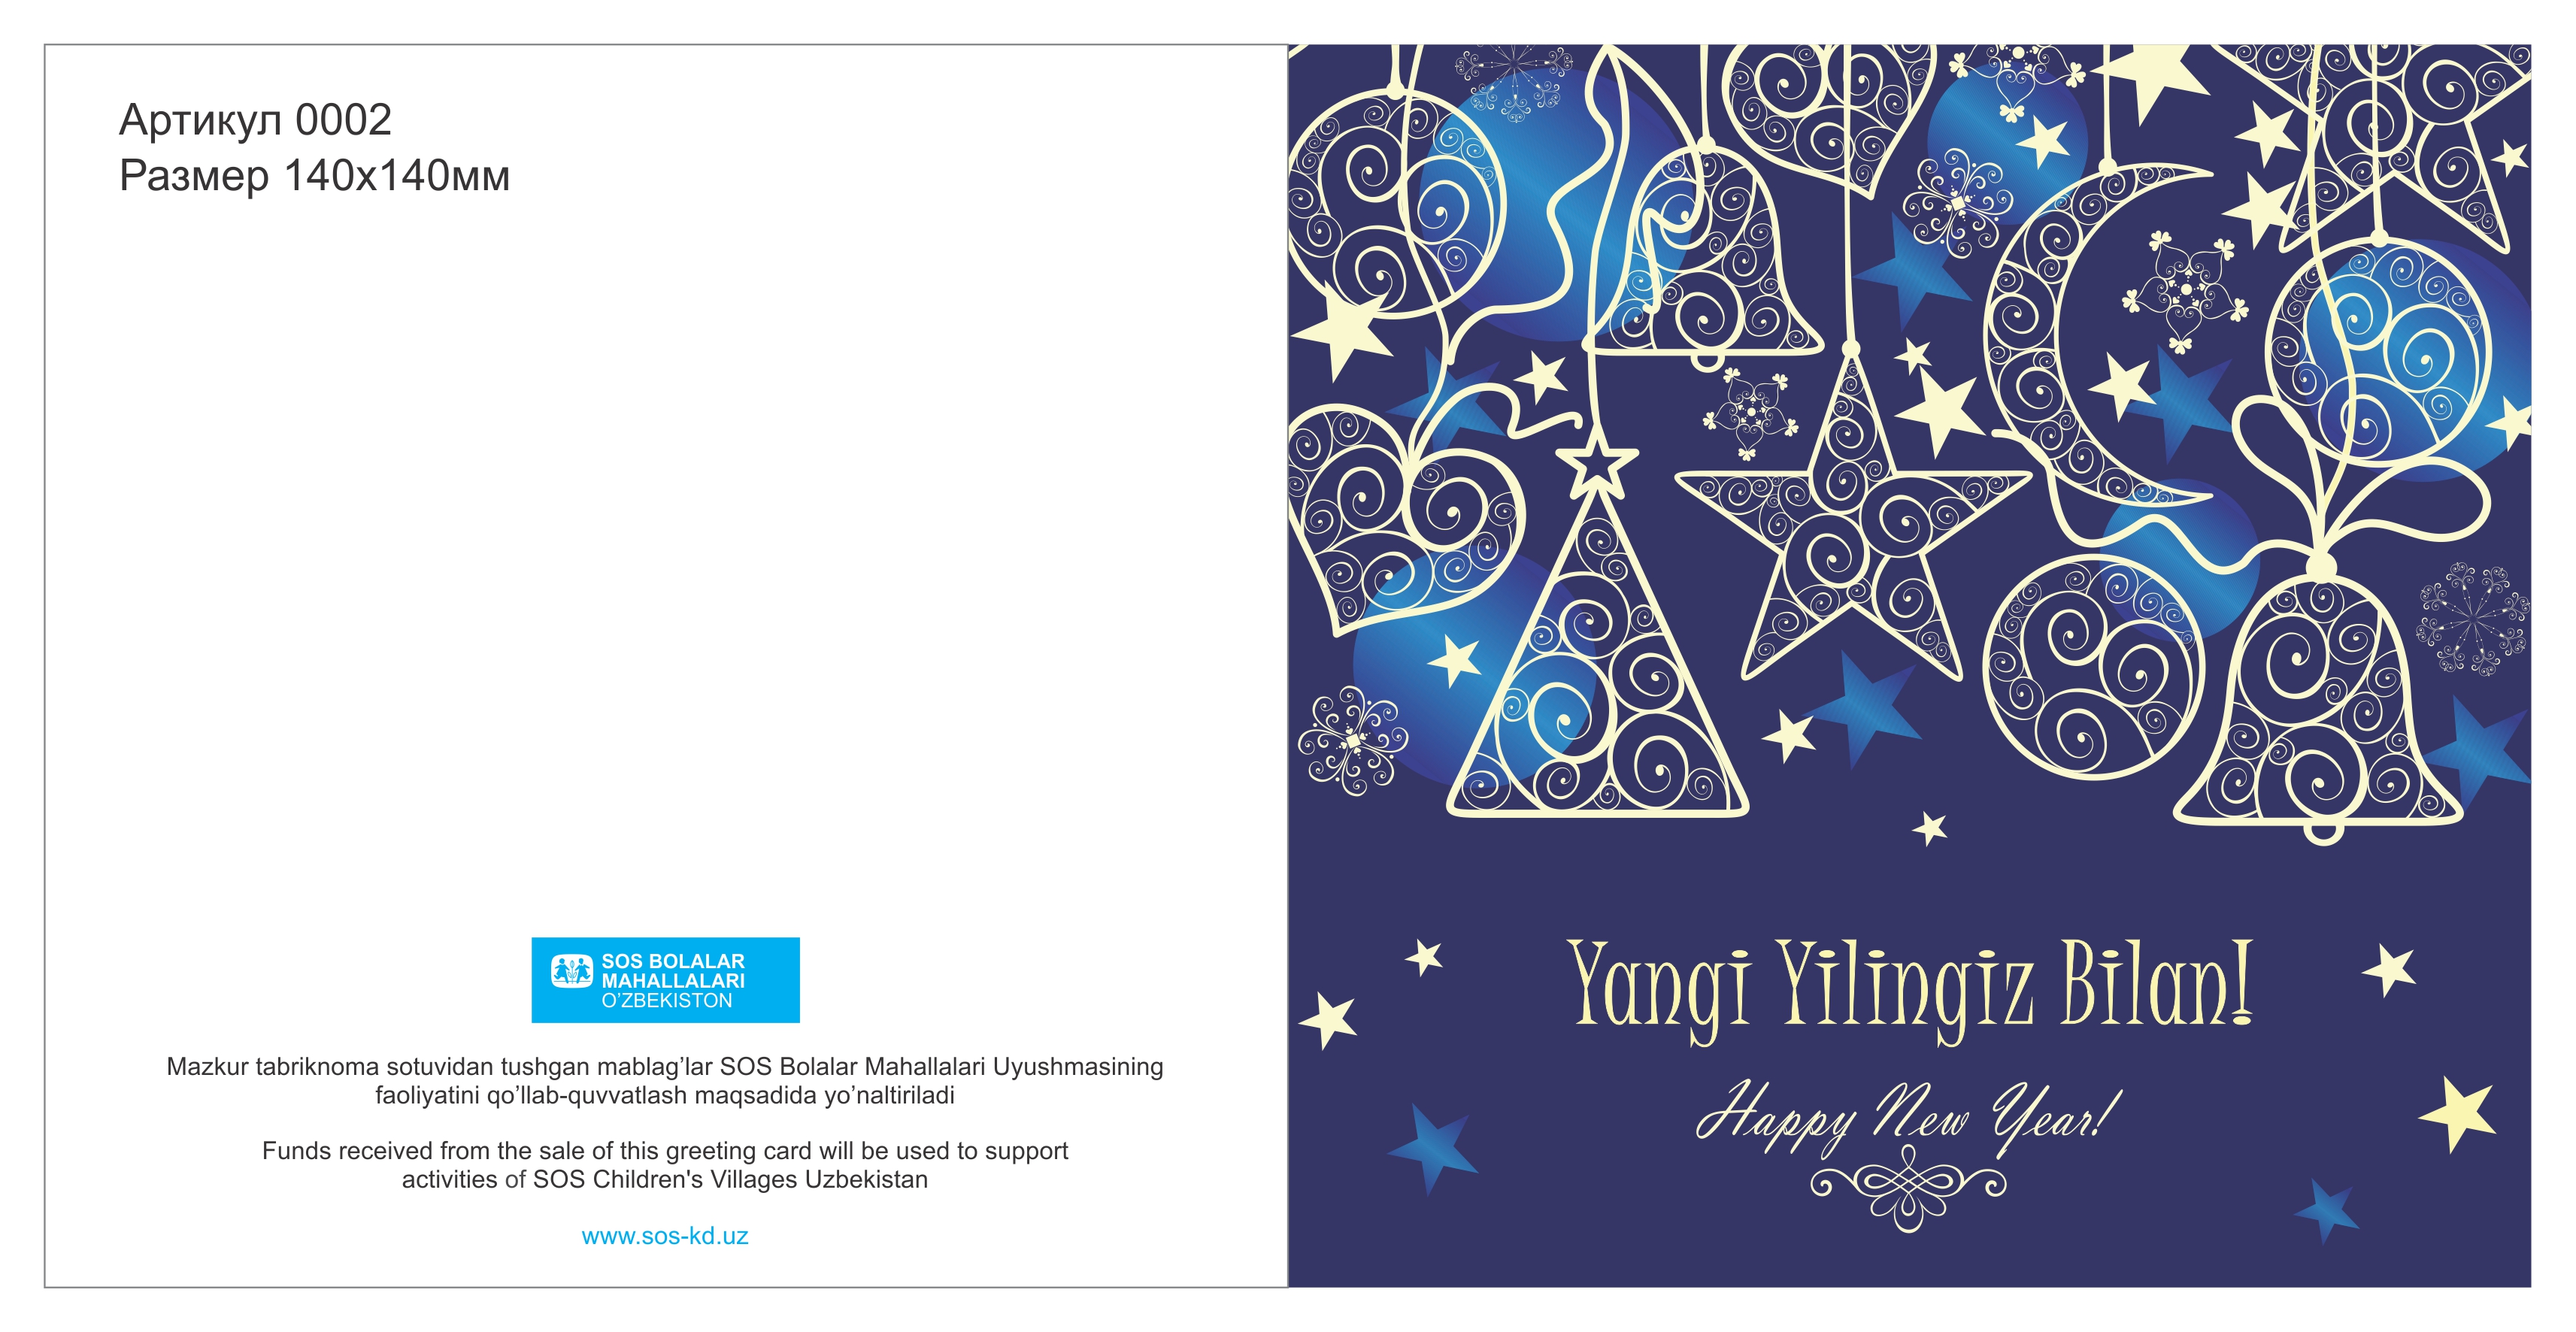 Артикул 0002
Размер 140x140мм
SOS BOLALAR
MAHALLALARI
O’ZBEKISTON
Mazkur tabriknoma sotuvidan tushgan mablag’lar SOS Bolalar Mahallalari Uyushmasining
faoliyatini qo’llab-quvvatlash maqsadida yo’naltiriladi
Funds received from the sale of this greeting card will be used to support
activities of SOS Children's Villages Uzbekistan
www.sos-kd.uz
Yangi Yilingiz Bilan!
Happy New Year!